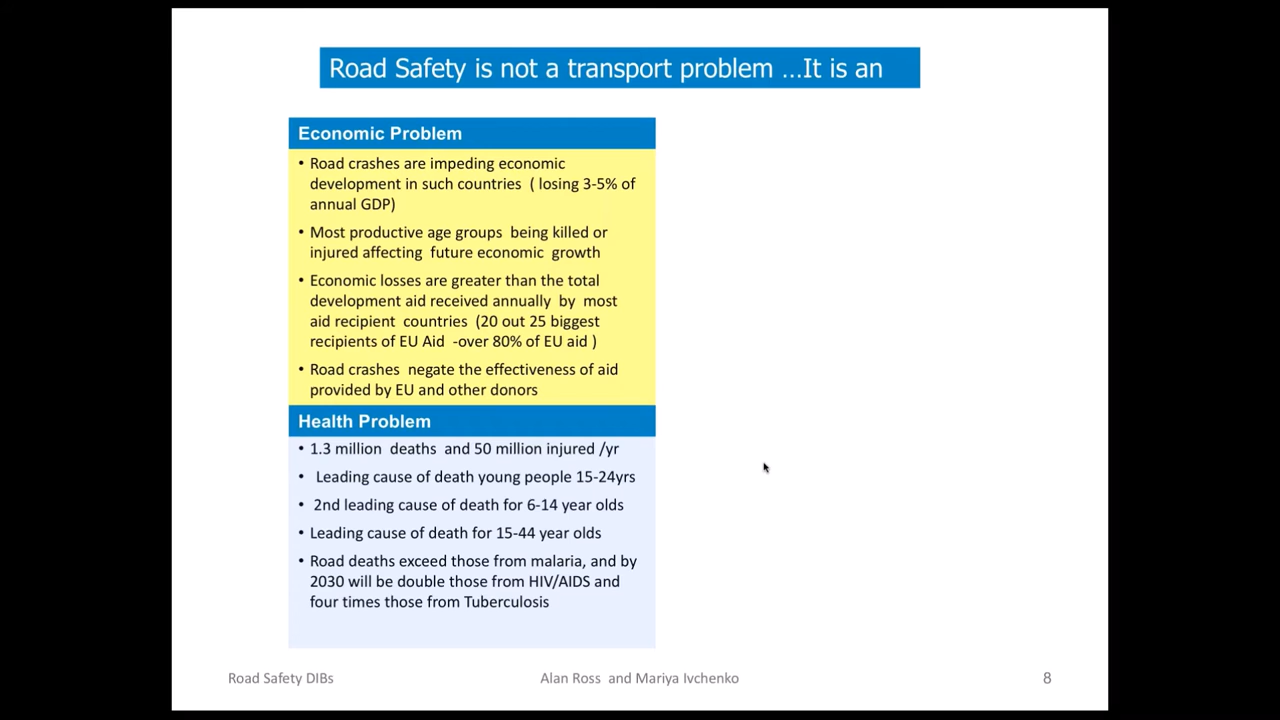 Road Safety is not a transport problem ...It is an
Economic Problem
• Road crashes are impeding economic
development in such countries ( losing 3-5% of
annual GDP)
• Most productive age groups being killed or
injured affecting future economic growth
• Economic losses are greater than the total
development aid received annually by most
aid recipient countries (20 out 25 biggest
recipients of EU Aid -over 80% of EU aid )
• Road crashes negate the effectiveness of aid
provided by EU and other donors
Health Problem
• 1.3 million deaths and 50 million injured /yr
• Leading cause of death young people 15-24yrs
• 2nd leading cause of death for 6-14 year olds
• Leading cause of death for 15-44 year olds
• Road deaths exceed those from malaria, and by
2030 will be double those from HIV/AIDS and
four times those from Tuberculosis
Road Safety DIBs
Alan Ross and Mariya Ivchenko
8